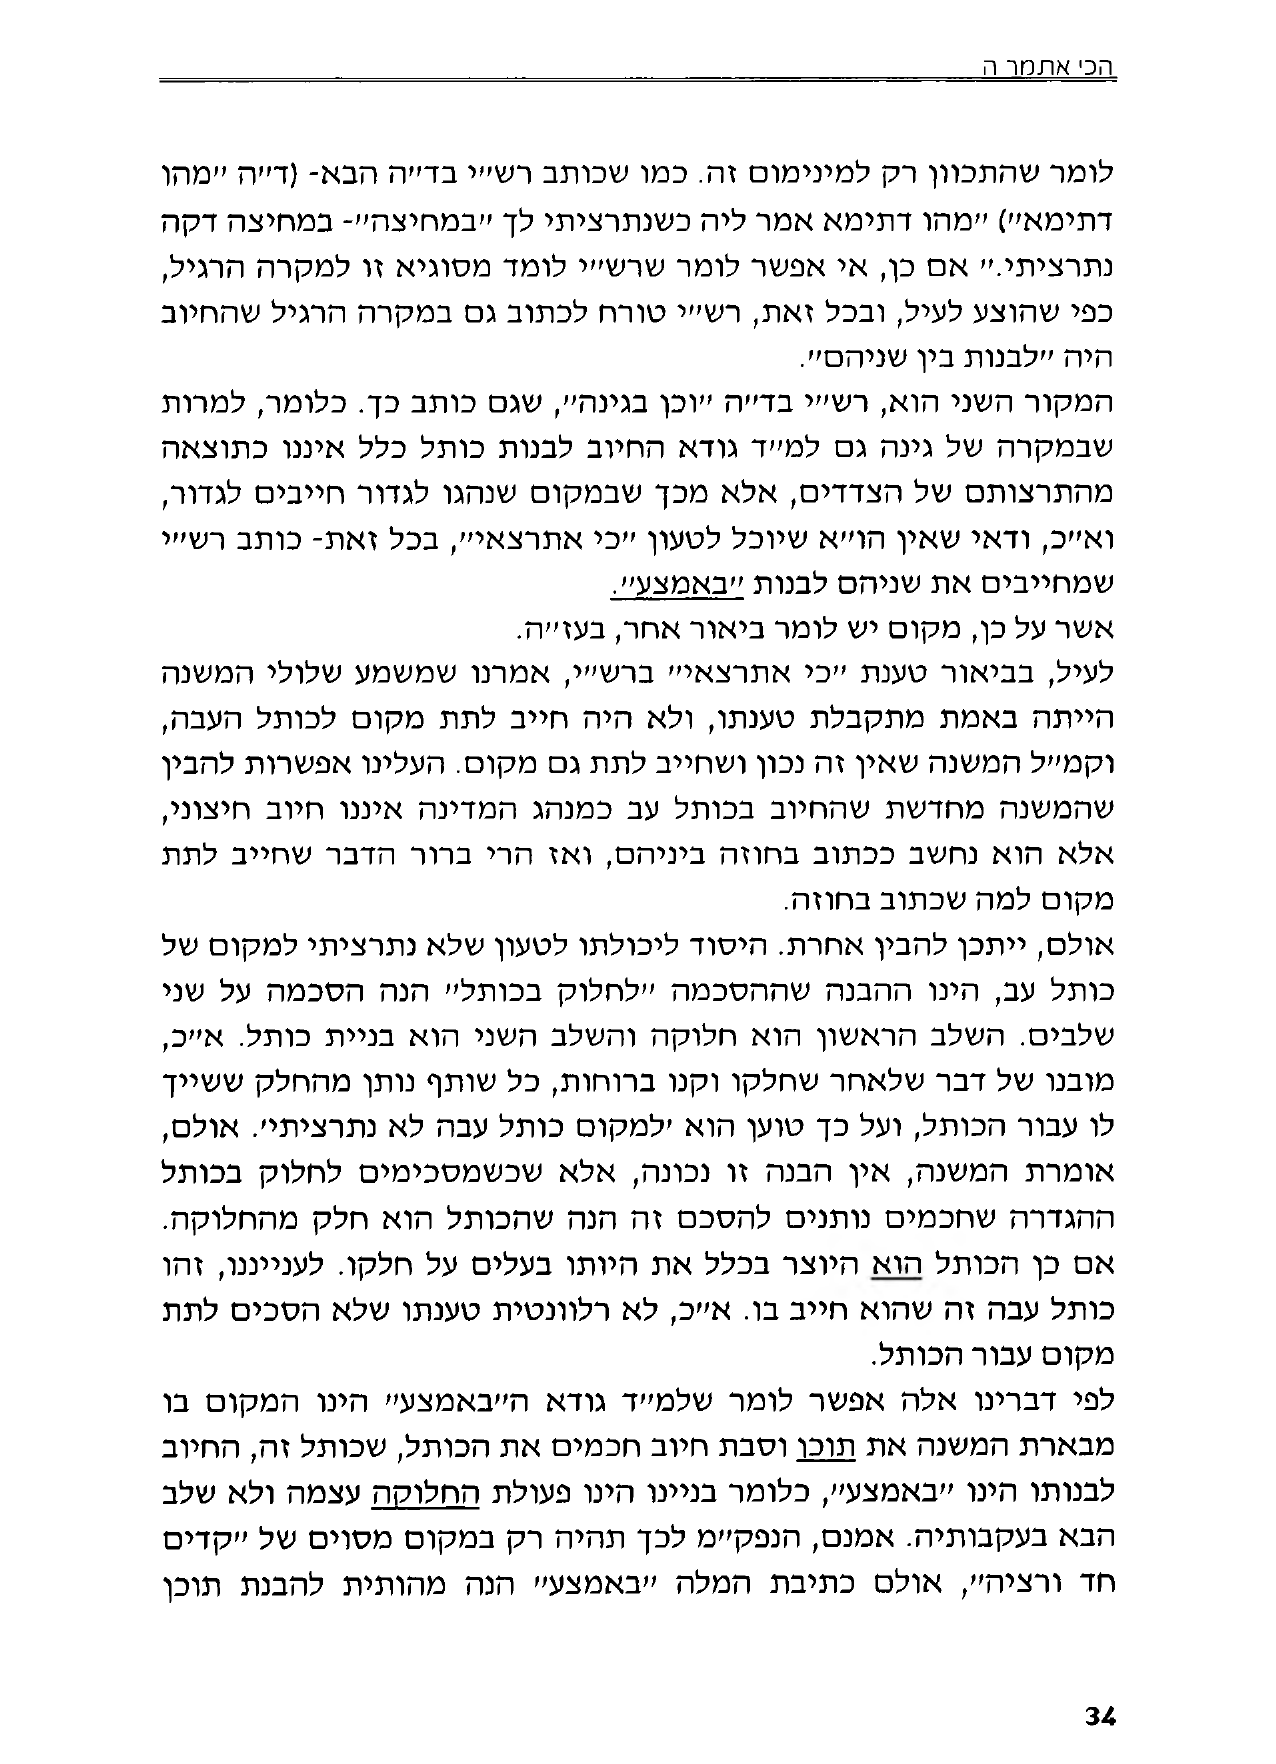 הכי אתמר ה
לומר שהתכוון רק למינימום זה. כמו שכותב רש״י בד״ה הבא- (ד״ה ״מהו
דתימא״) ״מהו דתימא אמר ליה כשנתרציתי לך ״במחיצה״- במחיצה דקה
נתרציתי.״ אם כן, אי אפשר לומר שרש״י לומד מסוגיא זו למקרה הרגיל,
כפי שהוצע לעיל, ובכל זאת, רש״י טורח לכתוב גם במקרה הרגיל שהחיוב
היה ״לבנות בין שניהם״.
המקור השני הוא, רש״י בד״ה ״וכן בגינה״, שגם כותב כך. כלומר, למרות
שבמקרה של גינה גם למ״ד גודא החיוב לבנות כותל כלל איננו כתוצאה
מהתרצותם של הצדדים, אלא מכך שבמקום שנהגו לגדור חייבים לגדור,
וא״כ, ודאי שאין הו״א שיוכל לטעון ״כי אתרצאי״, בכל זאת- כותב רש״י
שמחייבים את שניהם לבנות ״באמצע״.
אשר על כן, מקום יש לומר ביאור אחר, בעז״ה.
לעיל, בביאור טענת ״כי אתרצאי״ ברש״י, אמרנו שמשמע שלולי המשנה
הייתה באמת מתקבלת טענתו, ולא היה חייב לתת מקום לכותל העבה,
וקמ״ל המשנה שאין זה נכון ושחייב לתת גם מקום. העלינו אפשרות להבין
שהמשנה מחדשת שהחיוב בכותל עב כמנהג המדינה איננו חיוב חיצוני,
אלא הוא נחשב ככתוב בחוזה ביניהם, ואז הרי ברור הדבר שחייב לתת
מקום למה שכתוב בחוזה.
אולם, ייתכן להבין אחרת. היסוד ליכולתו לטעון שלא נתרציתי למקום של
כותל עב, הינו ההבנה שההסכמה ״לחלוק בכותל״ הנה הסכמה על שני
שלבים. השלב הראשון הוא חלוקה והשלב השני הוא בניית כותל. א״כ,
מובנו של דבר שלאחר שחלקו וקנו ברוחות, כל שותף נותן מהחלק ששייך
לו עבור הכותל, ועל כך טוען הוא ׳למקום כותל עבה לא נתרציתי׳. אולם,
אומרת המשנה, אין הבנה זו נכונה, אלא שכשמסכימים לחלוק בכותל
ההגדרה שחכמים נותנים להסכם זה הנה שהכותל הוא חלק מהחלוקה.
אם כן הכותל הוא היוצר בכלל את היותו בעלים על חלקו. לענייננו, זהו
כותל עבה זה שהוא חייב בו. א״כ, לא רלוונטית טענתו שלא הסכים לתת
מקום עבור הכותל.
לפי דברינו אלה אפשר לומר שלמ״ד גודא ה״באמצע״ הינו המקום בו
מבארת המשנה את תוכן וסבת חיוב חכמים את הכותל, שכותל זה, החיוב
לבנותו הינו ״באמצע״, כלומר בניינו הינו פעולת החלוקה עצמה ולא שלב
הבא בעקבותיה. אמנם, הנפק״מ לכך תהיה רק במקום מסוים של ״קדים
חד ורציה״, אולם כתיבת המלה ״באמצע״ הנה מהותית להבנת תוכן
34